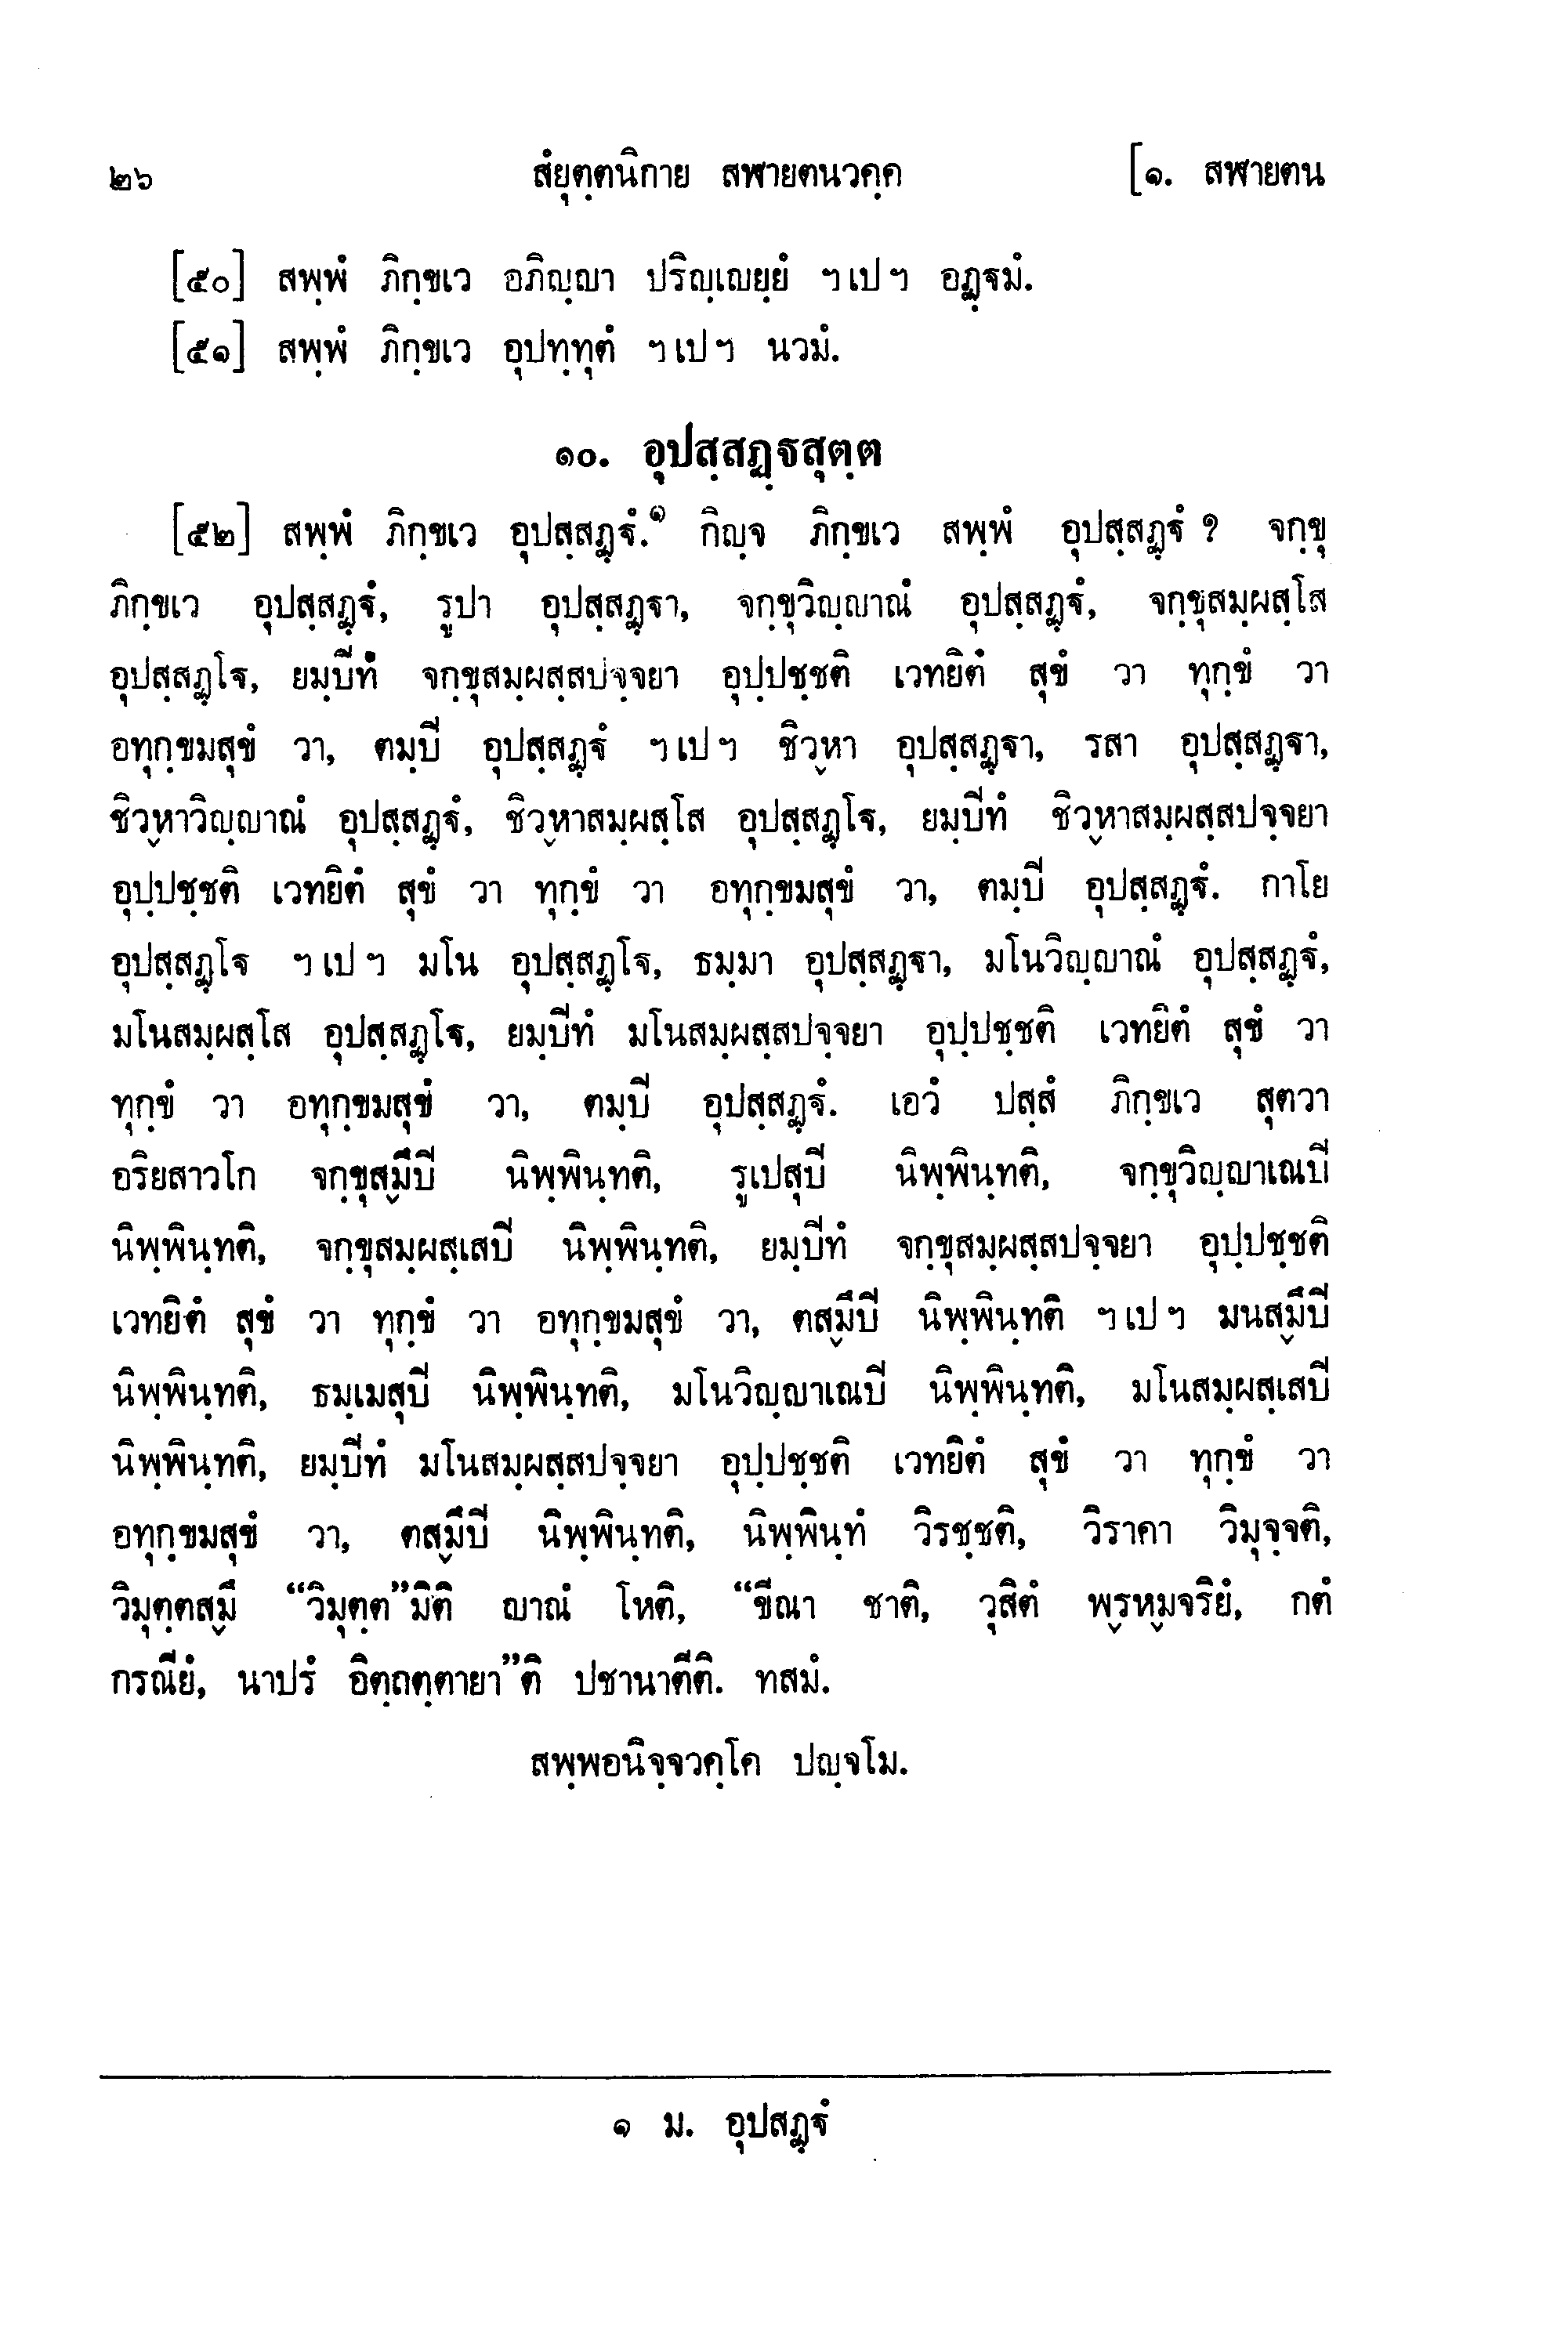 ๒๖ สํยุตฺตนิกาย สฬายตนวคฺค [๑. สฬายตน
[๕๐] สพฺพํ ภิกฺขเว อภิญฺญา ปริญฺเญยฺยํ ฯ เป ฯ อฏฺฐมํ.
[๕๑] สพฺพํ ภิกฺขเว อุปทฺทุตํ ฯ เป ฯ นวมํ.
๑๐. อุปสฺสฏฺฐสุตฺต
[๕๒] สพฺพํ ภิกฺขเว อุปสฺสฏฺฐํ.๑ กิญฺจ ภิกฺขเว สพฺพํ อุปสฺสฏฺฐํ ? จกฺขุ
ภิกฺขเว อุปสฺสฏฺฐํ, รูปา อุปสฺสฏฺฐา, จกฺขุวิญฺญาณํ อุปสฺสฏฺฐํ, จกฺขุสมฺผสฺโส
อุปสฺสฏฺโฐ, ยมฺปีทํ จกฺขุสมฺผสฺสปจฺจยา อุปฺปชฺชติ เวทยิตํ สุขํ วา ทุกฺขํ วา
อทุกฺขมสุขํ วา, ตมฺปิ อุปสฺสฏฺฐํ ฯ เป ฯ ชิวฺหา อุปสฺสฏฺฐา, รสา อุปสฺสฏฺฐา,
ชิวฺหาวิญฺญาณํ อุปสฺสฏฺฐํ, ชิวฺหาสมฺผสฺโส อุปสฺสฏฺโฐ, ยมฺปีทํ ชิวฺหาสมฺผสฺสปจฺจยา
อุปฺปชฺชติ เวทยิตํ สุขํ วา ทุกฺขํ วา อทุกฺขมสุขํ วา, ตมฺปิ อุปสฺสฏฺฐํ. กาโย
อุปสฺสฏฺโฐ ฯ เป ฯ มโน อุปสฺสฏฺโฐ, ธมฺมา อุปสฺสฏฺฐา, มโนวิญฺญาณํ อุปสฺสฏฺฐํ,
มโนสมฺผสฺโส อุปสฺสฏฺโฐ, ยมฺปีทํ มโนสมฺผสฺสปจฺจยา อุปฺปชฺชติ เวทยิตํ สุขํ วา
ทุกฺขํ วา อทุกฺขมสุขํ วา, ตมฺปิ อุปสฺสฏฺฐํ. เอวํ ปสฺสํ ภิกฺขเว สุตวา
อริยสาวโก จกฺขุสฺมึปิ นิพฺพินฺทติ, รูเปสุปิ นิพฺพินฺทติ, จกฺขุวิญฺญาเณปิ
นิพฺพินฺทติ, จกฺขุสมฺผสฺเสปิ นิพฺพินฺทติ, ยมฺปีทํ จกฺขุสมฺผสฺสปจฺจยา อุปฺปชฺชติ
เวทยิตํ สุขํ วา ทุกฺขํ วา อทุกฺขมสุขํ วา, ตสฺมึปิ นิพฺพินฺทติ ฯ เป ฯ มนสฺมึปิ
นิพฺพินฺทติ, ธมฺเมสุปิ นิพฺพินฺทติ, มโนวิญฺญาเณปิ นิพฺพินฺทติ, มโนสมฺผสฺเสปิ
นิพฺพินฺทติ, ยมฺปีทํ มโนสมฺผสฺสปจฺจยา อุปฺปชฺชติ เวทยิตํ สุขํ วา ทุกฺขํ วา
อทุกฺขมสุขํ วา, ตสฺมึปิ นิพฺพินฺทติ, นิพฺพินฺทํ วิรชฺชติ, วิราคา วิมุจฺจติ,
วิมุตฺตสฺมึ “วิมุตฺต”มิติ ญาณํ โหติ, “ขีณา ชาติ, วุสิตํ พฺรหฺมจริยํ, กตํ
กรณียํ, นาปรํ อิตฺถตฺตายา”ติ ปชานาตีติ. ทสมํ.
สพฺพอนิจฺจวคฺโค ปญฺจโม.
๑ ม. อุปสฏฺฐํ